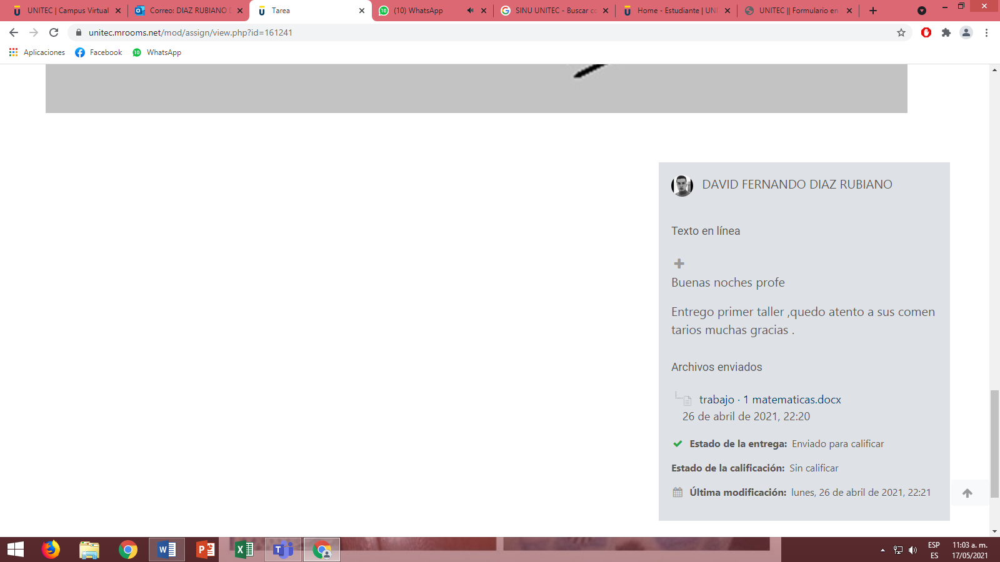 UNITEC | Campus Virtual
Correo: DIAZ RUBIANO
Tarea
(10) WhatsApp
SINU UNITEC - Buscar co
Home - Estudiante | UNI
UNITEC || Formulario en
unitec.mrooms.net/mod/assign/view.php?id=161241
Aplicaciones
Facebook
10
WhatsApp
DAVID FERNANDO DIAZ RUBIANO
Texto en línea
Buenas noches profe
Entrego primer taller ,quedo atento a sus comen
tarios muchas gracias .
Archivos enviados
trabajo · 1 matematicas.docx
26 de abril de 2021, 22:20
Estado de la entrega: Enviado para calificar
Estado de la calificación: Sin calificar
Última modificación: lunes, 26 de abril de 2021, 22:21
ESP
ES
11:03 a. m.
17/05/2021